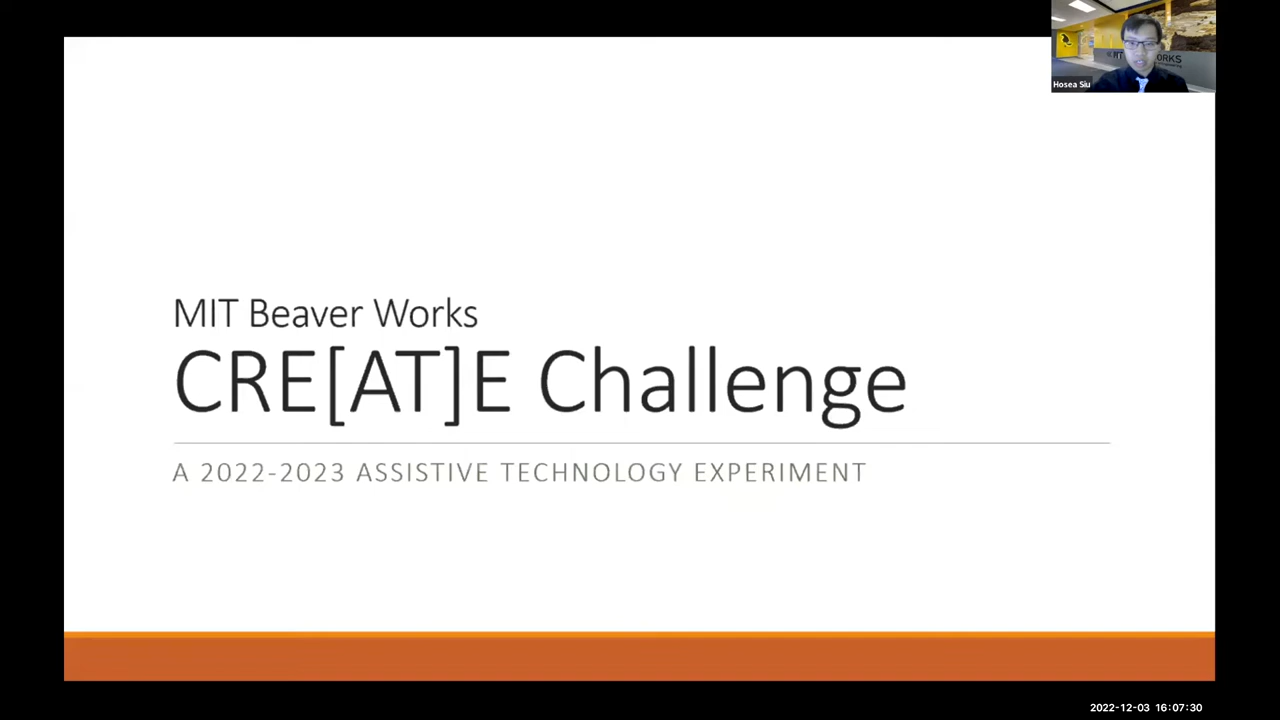 Hosea Siu
MIT Beaver Works
CRE[AT]E Challenge
A 2022-2023 ASSISTIVE TECHNOLOGY EXPERIMENT
2022-12-03 16:07:30